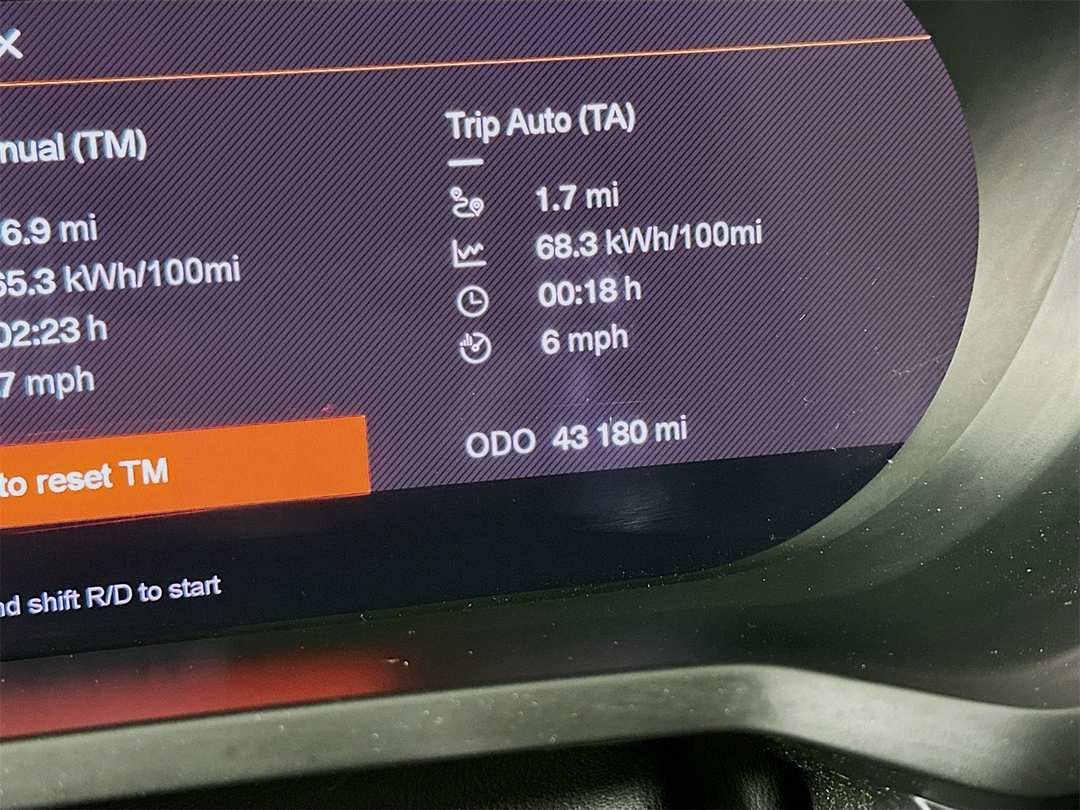 nual (TM)
6.9 mi
65.3 kWh/100mi
02:23 h
7 mph
to reset TM
nd shift R/D to start
Trip Auto (TA)
1.7 mi
68.3 kWh/100mi
00:18 h
6 mph
ODO 43 180 mi